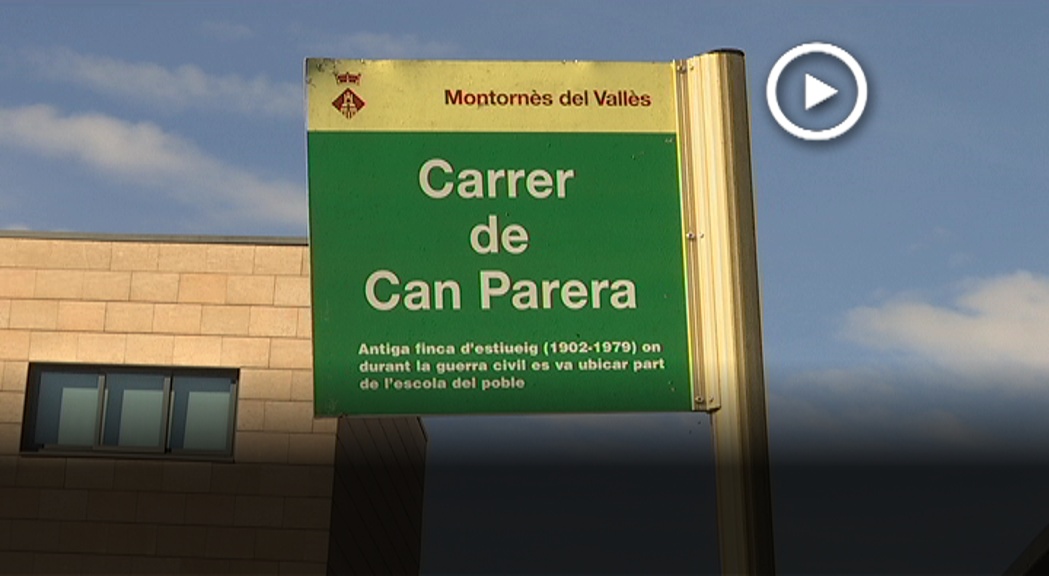 Montornès del Vallès
Carrer
de
Can Parera
Antiga finca d'estiueig (1902-1979) on
durant la guerra civil es va ubicar part
de l'escola del poble